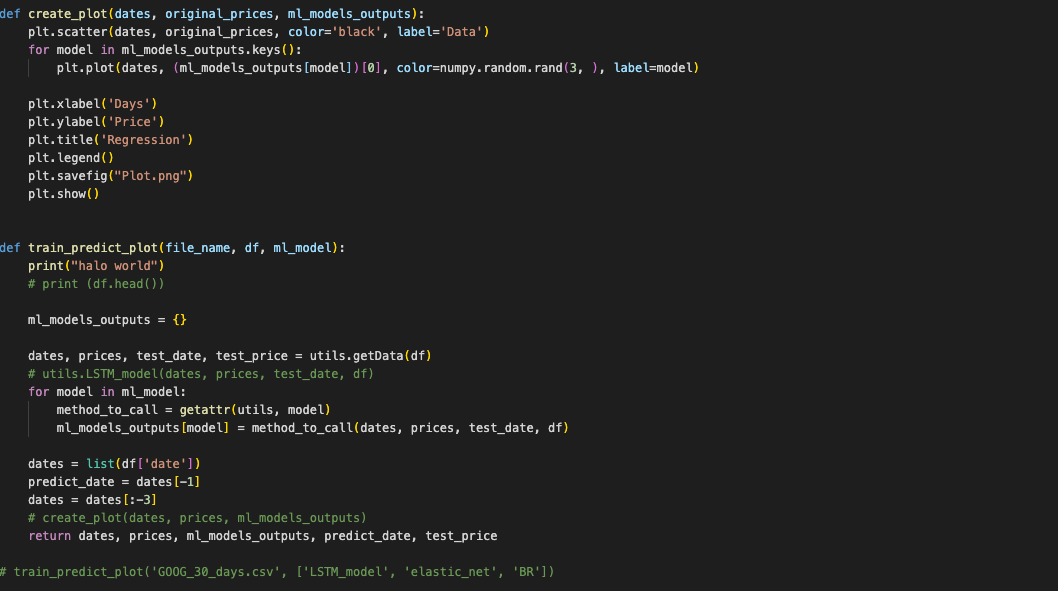 def create_plot(dates, original_prices, ml_models_outputs):
    plt.scatter(dates, original_prices, color='black', label='Data')
    for model in ml_models_outputs.keys():
        plt.plot(dates, (ml_models_outputs[model])[0], color=numpy.random.rand(3, ), label=model)

    plt.xlabel('Days')
    plt.ylabel('Price')
    plt.title('Regression')
    plt.legend()
    plt.savefig("Plot.png")
    plt.show()


def train_predict_plot(file_name, df, ml_model):
    print("halo world")
    # print (df.head())

    ml_models_outputs = {}

    dates, prices, test_date, test_price = utils.getData(df)
    # utils.LSTM_model(dates, prices, test_date, df)
    for model in ml_model:
        method_to_call = getattr(utils, model)
        ml_models_outputs[model] = method_to_call(dates, prices, test_date, df)

    dates = list(df['date'])
    predict_date = dates[-1]
    dates = dates[:-3]
    # create_plot(dates, prices, ml_models_outputs)
    return dates, prices, ml_models_outputs, predict_date, test_price

# train_predict_plot('GOOG_30_days.csv', ['LSTM_model', 'elastic_net', 'BR'])